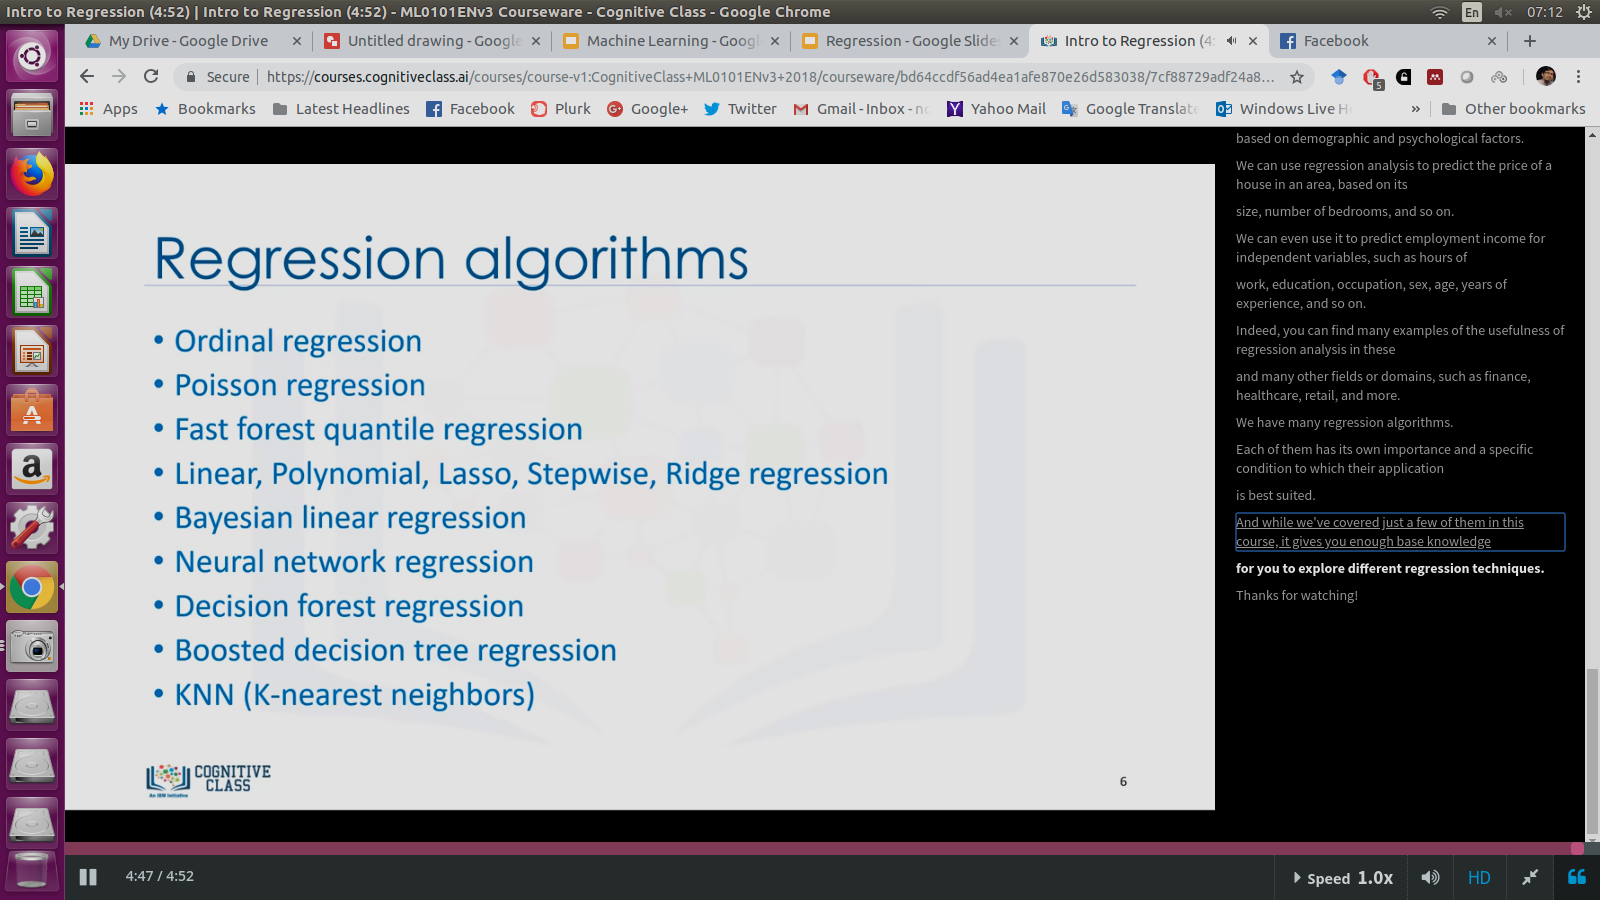 Intro to Regression (4:52) | Intro to Regression (4:52) - ML0101ENv3 Courseware - Cognitive Class - Google Chrome
En
07:12
My Drive - Google Drive
Untitled drawing - Google
Machine Learning - Googl
Regression - Google Slides
Intro to Regression (4:
Facebook
Secure
https://courses.cognitiveclass.ai/courses/course-v1:CognitiveClass+ML0101ENv3+2018/courseware/bd64ccdf56ad4ea1afe870e26d583038/7cf88729adf24a8...
5
Apps
Bookmarks
Latest Headlines
Facebook
Plurk
Google+
Twitter
Gmail - Inbox - no
Yahoo Mail
Google Translate
Windows Live H
»
Other bookmarks
Regression algorithms
• Ordinal regression
• Poisson regression
• Fast forest quantile regression
• Linear, Polynomial, Lasso, Stepwise, Ridge regression
• Bayesian linear regression
• Neural network regression
• Decision forest regression
• Boosted decision tree regression
• KNN (K-nearest neighbors)
COGNITIVE
CLASS
An IBM Initiative
6
based on demographic and psychological factors.
We can use regression analysis to predict the price of a
house in an area, based on its
size, number of bedrooms, and so on.
We can even use it to predict employment income for
independent variables, such as hours of
work, education, occupation, sex, age, years of
experience, and so on.
Indeed, you can find many examples of the usefulness of
regression analysis in these
and many other fields or domains, such as finance,
healthcare, retail, and more.
We have many regression algorithms.
Each of them has its own importance and a specific
condition to which their application
is best suited.
And while we've covered just a few of them in this
course, it gives you enough base knowledge
for you to explore different regression techniques.
Thanks for watching!
4:47 / 4:52
Speed 1.0x
HD